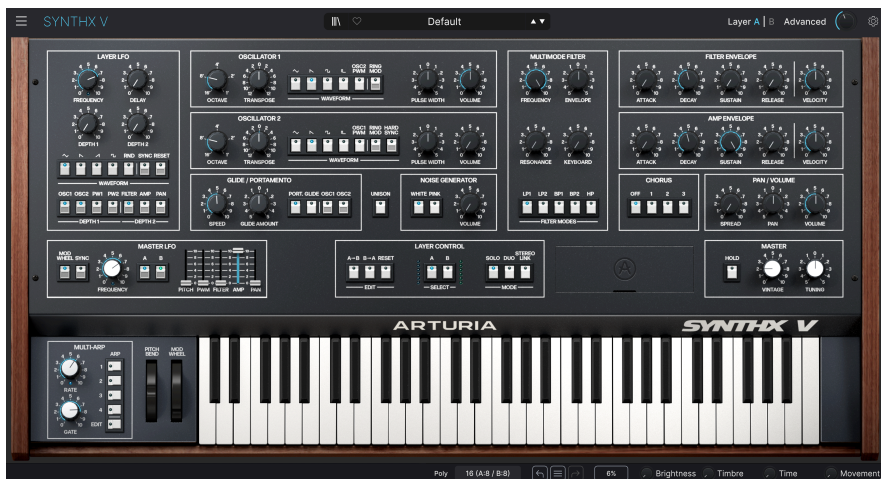 SYNTHX V
Default
Layer A | B Advanced
LAYER LFO
FREQUENCY DELAY
DEPTH 1 DEPTH 2
RND SYNC RESET
WAVEFORM
OSC1 OSC2 PW1 PW2 FILTER AMP PAN
DEPTH 1 DEPTH 2
OSCILLATOR 1
OSC2 PWM RING MOD
OCTAVE TRANSPOSE WAVEFORM PULSE WIDTH VOLUME
OSCILLATOR 2
OSC1 PWM RING MOD HARD SYNC
OCTAVE TRANSPOSE WAVEFORM PULSE WIDTH VOLUME
GLIDE / PORTAMENTO
PORT. GLIDE OSC1 OSC2
SPEED GLIDE AMOUNT
UNISON
NOISE GENERATOR
WHITE PINK
VOLUME
MULTIMODE FILTER
FREQUENCY ENVELOPE
RESONANCE KEYBOARD
LP1 LP2 BP1 BP2 HP
FILTER MODES
FILTER ENVELOPE
ATTACK DECAY SUSTAIN RELEASE VELOCITY
AMP ENVELOPE
ATTACK DECAY SUSTAIN RELEASE VELOCITY
CHORUS
OFF 1 2 3
PAN / VOLUME
SPREAD PAN VOLUME
MASTER LFO
MOD WHEEL SYNC
FREQUENCY
A B
PITCH PWM FILTER AMP PAN
LAYER CONTROL
A→B B→A RESET
EDIT
A B
SELECT
SOLO DUO STEREO LINK
MODE
MASTER
HOLD
VINTAGE TUNING
ARTURIA
SYNTHX V
MULTI-ARP
ARP
1
2
3
4
EDIT
RATE
GATE
PITCH BEND
MOD WHEEL
Poly 16 (A:8 / B:8) 6% Brightness Timbre Time Movement